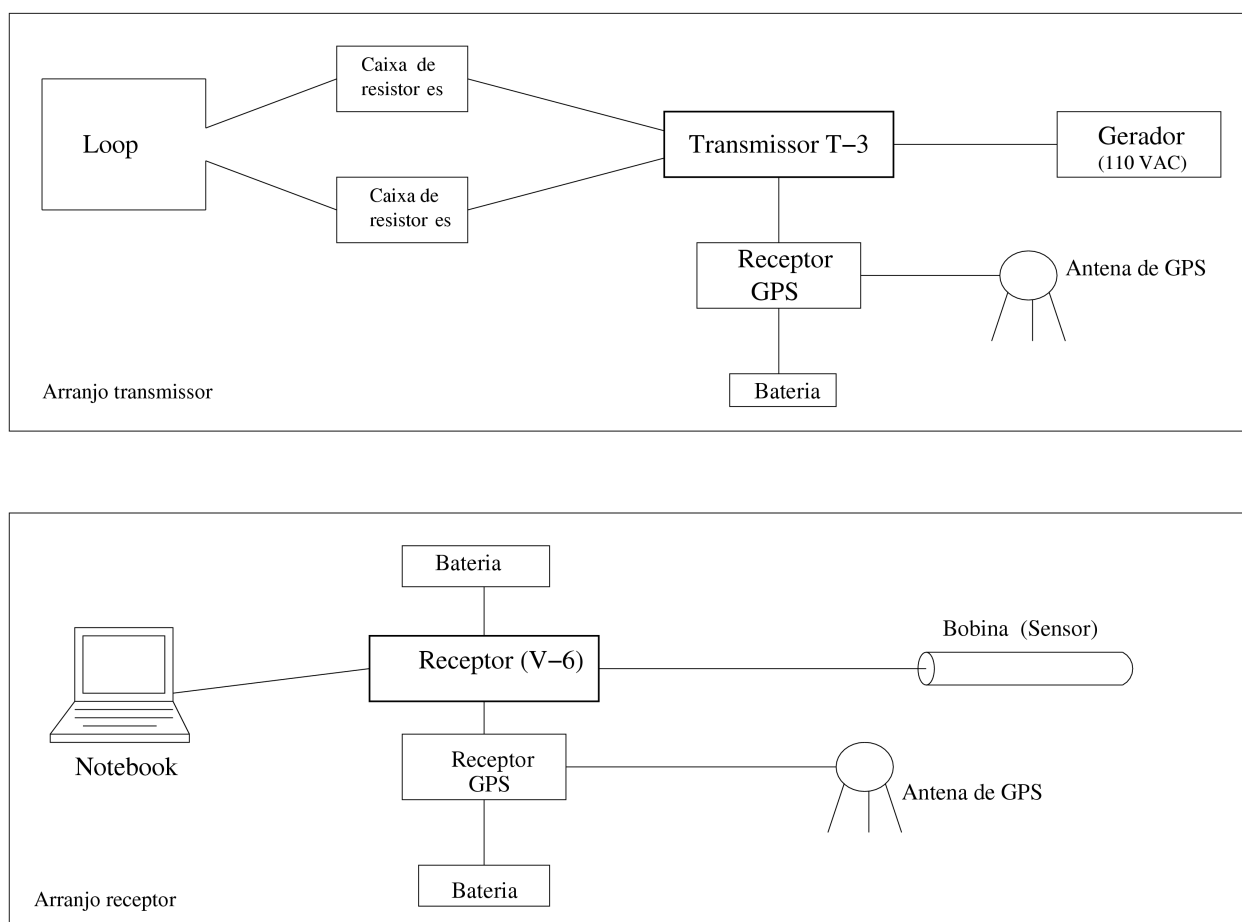 Caixa de
resistor es
Loop
Transmissor T−3
Gerador
(110 VAC)
Caixa de
resistor es
Receptor
GPS
Antena de GPS
Bateria
Arranjo transmissor
Bateria
Bobina (Sensor)
Receptor (V−6)
Notebook
Receptor
GPS
Antena de GPS
Bateria
Arranjo receptor